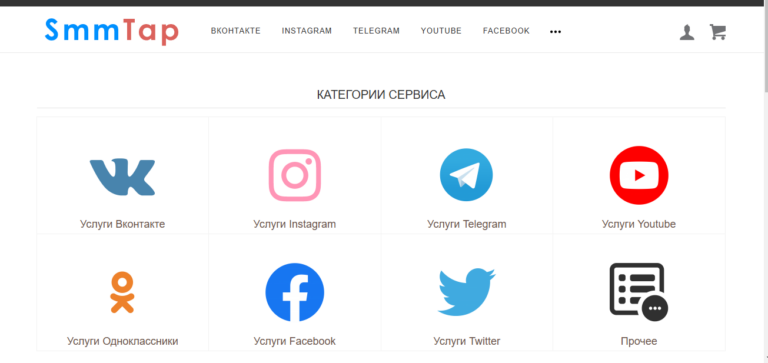 SmmTap ВКОНТАКТЕ INSTAGRAM TELEGRAM YOUTUBE FACEBOOK •••
КАТЕГОРИИ СЕРВИСА
Услуги Вконтакте Услуги Instagram Услуги Telegram Услуги Youtube
Услуги Одноклассники Услуги Facebook Услуги Twitter Прочее